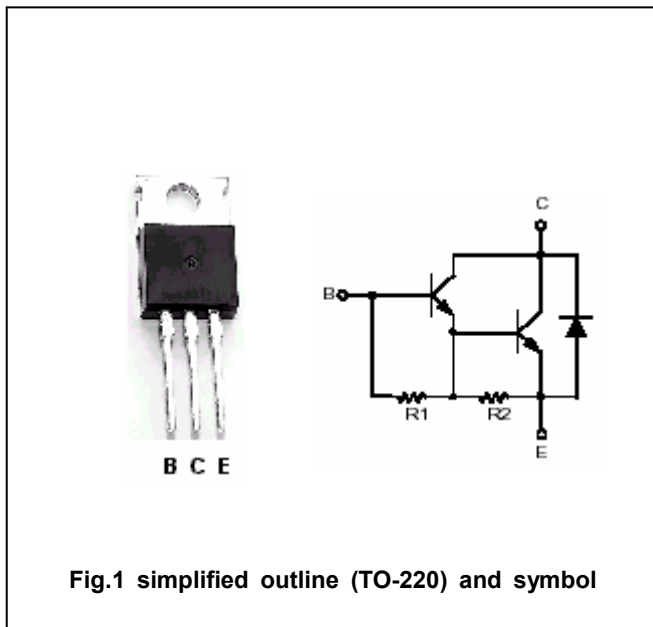 C
B
R1 R2
E
B C E
Fig.1 simplified outline (TO-220) and symbol